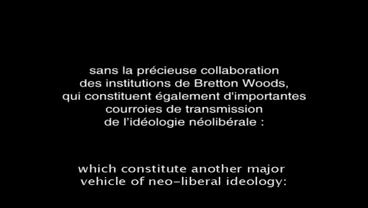 sans la précieuse collaboration
des institutions de Bretton Woods,
qui constituent également d'importantes
courroies de transmission
de l'idéologie néolibérale :
which constitute another major
vehicle of neo-liberal ideology: